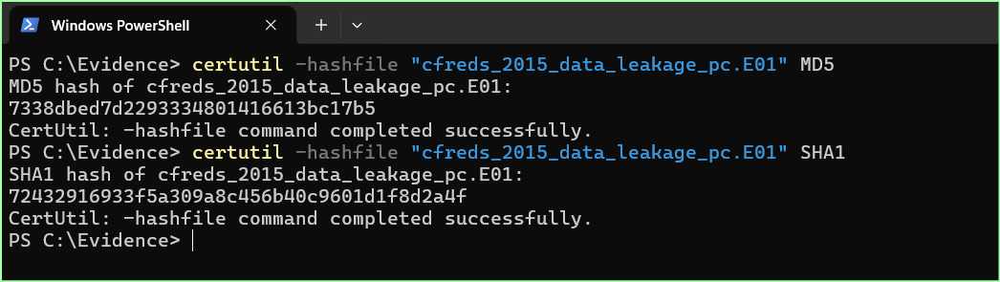 Windows PowerShell
PS C:\Evidence> certutil -hashfile "cfreds_2015_data_leakage_pc.E01" MD5
MD5 hash of cfreds_2015_data_leakage_pc.E01:
7338dbed7d2293334801416613bc17b5
CertUtil: -hashfile command completed successfully.
PS C:\Evidence> certutil -hashfile "cfreds_2015_data_leakage_pc.E01" SHA1
SHA1 hash of cfreds_2015_data_leakage_pc.E01:
72432916933f5a309a8c456b40c9601d1f8d2a4f
CertUtil: -hashfile command completed successfully.
PS C:\Evidence>